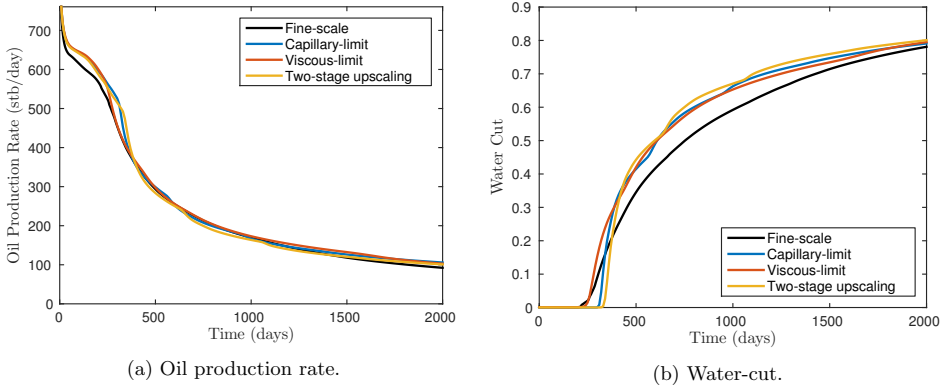 (a)
Oil Production Rate (stb/day)
700
600
500
400
300
200
100
0
0
500
1000
1500
2000
Time (days)
Fine-scale
Capillary-limit
Viscous-limit
Two-stage upscaling
(a) Oil production rate.
(b)
Water Cut
0.9
0.8
0.7
0.6
0.5
0.4
0.3
0.2
0.1
0
0
500
1000
1500
2000
Time (days)
Fine-scale
Capillary-limit
Viscous-limit
Two-stage upscaling
(b) Water-cut.